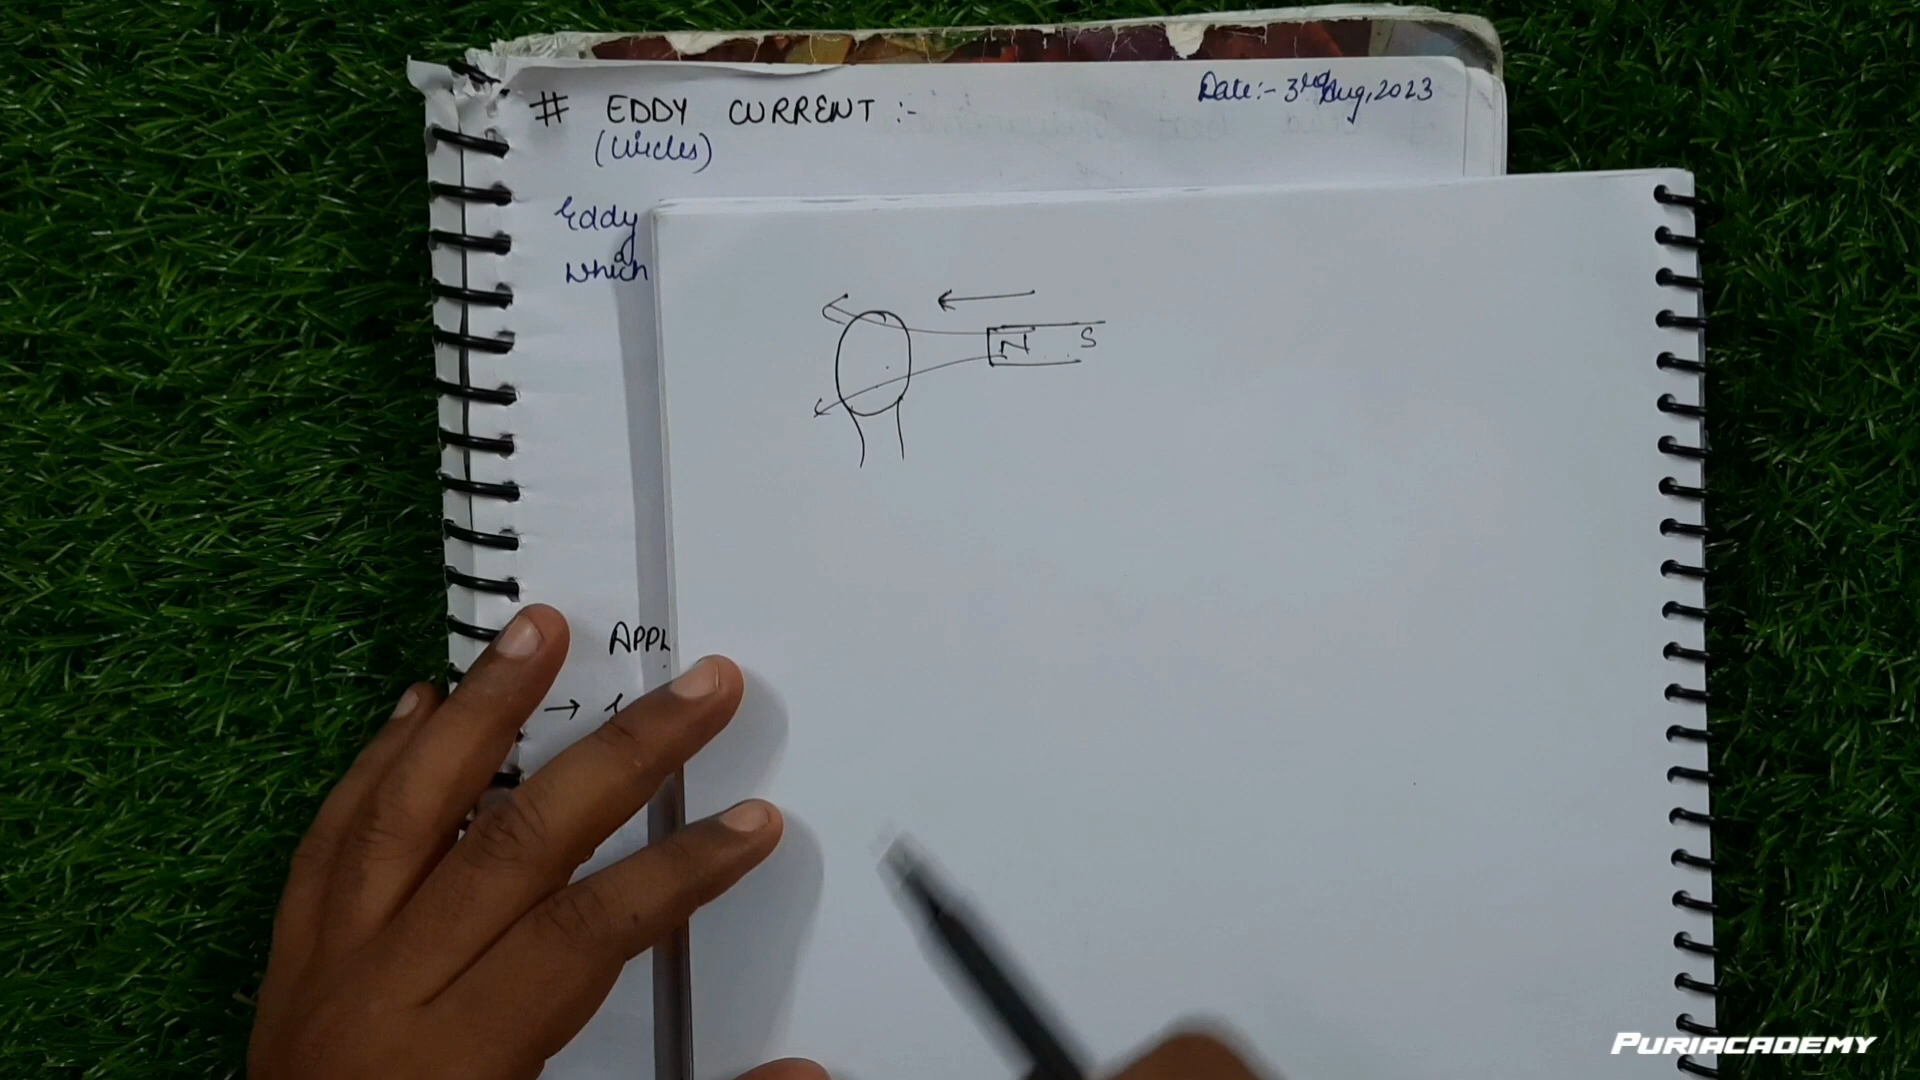 # EDDY CURRENT :-
Date:- 3rd Aug, 2023
(Circles)
Eddy
which
N S
APPL
→
PURIACADEMY